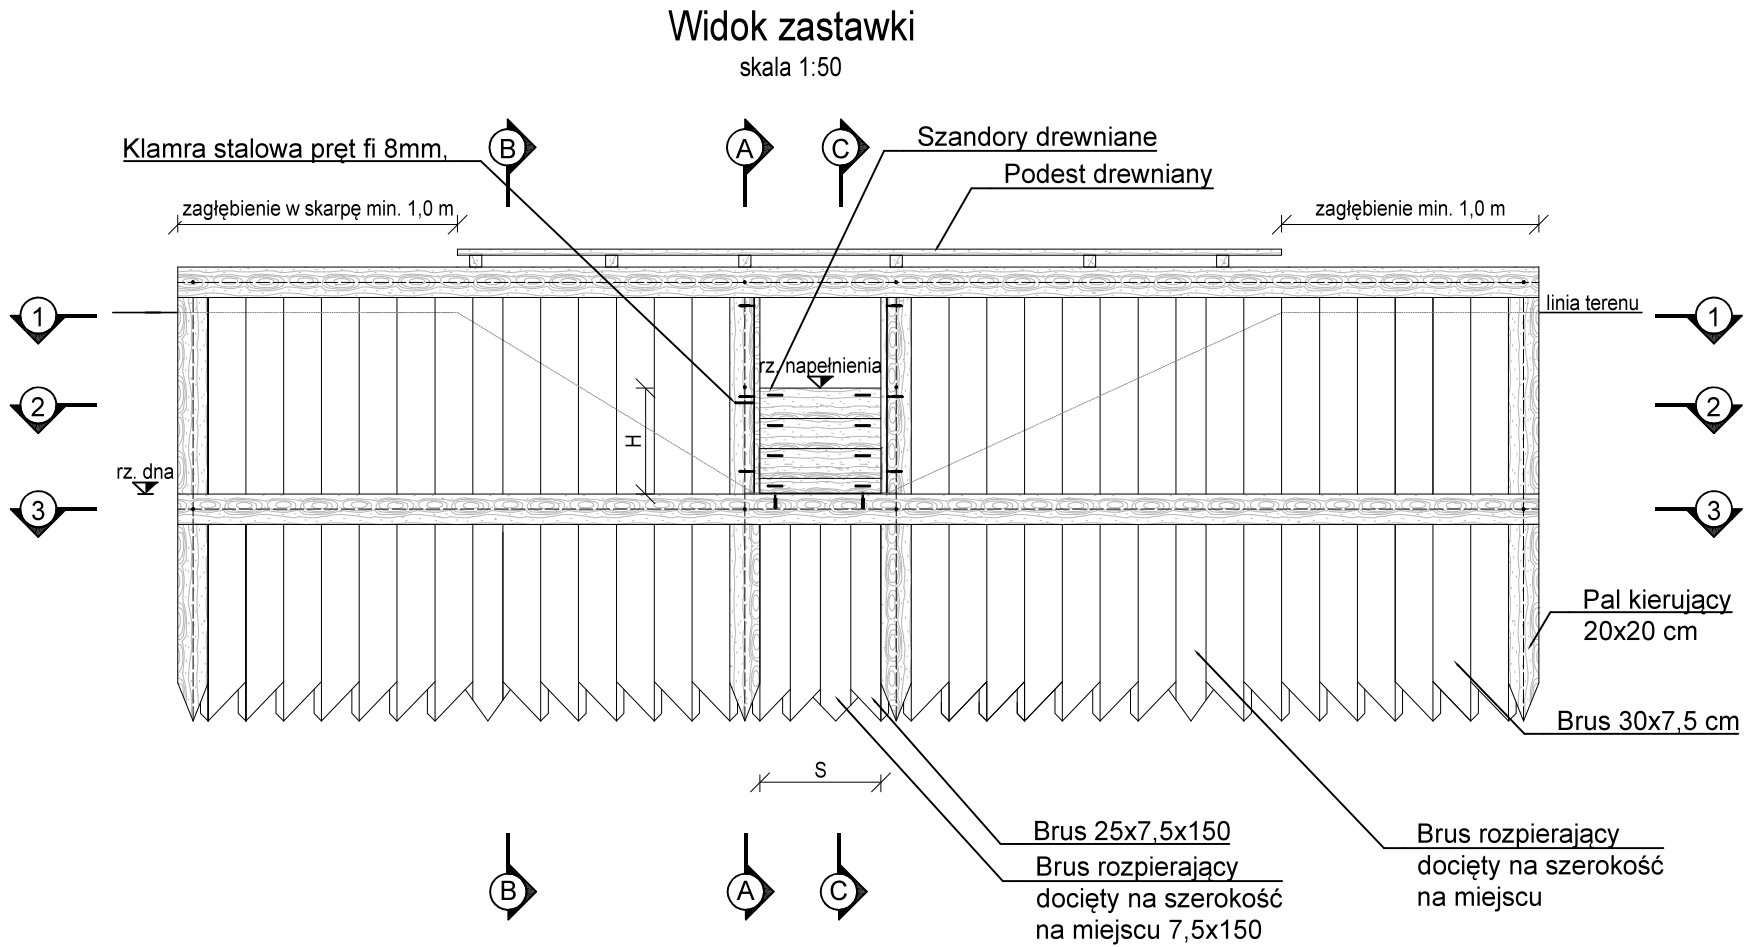 Widok zastawki
skala 1:50
B
A
C
Klamra stalowa pręt fi 8mm,
Szandory drewniane
Podest drewniany
zagłębienie w skarpę min. 1,0 m
zagłębienie min. 1,0 m
linia terenu
1
1
rz. napełnienia
2
2
H
rz. dna
3
3
Pal kierujący
20x20 cm
Brus 30x7,5 cm
S
Brus 25x7,5x150
Brus rozpierający
docięty na szerokość
na miejscu 7,5x150
Brus rozpierający
docięty na szerokość
na miejscu
B
A
C